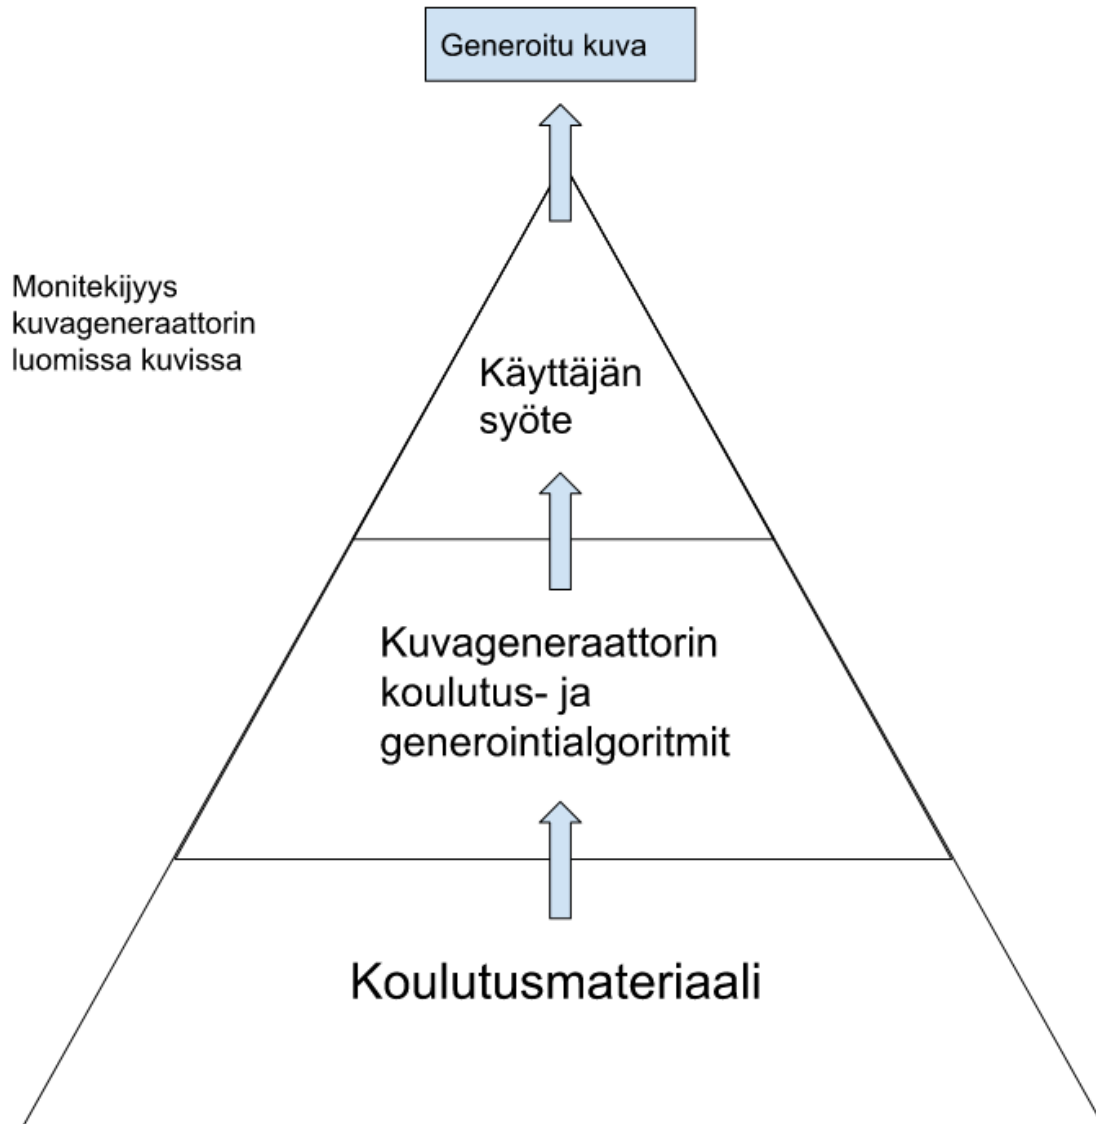 Generoitu kuva
Monitekijyys
kuvageneraattorin
luomissa kuvissa
Käyttäjän
syöte
Kuvageneraattorin
koulutus- ja
generointialgoritmit
Koulutusmateriaali